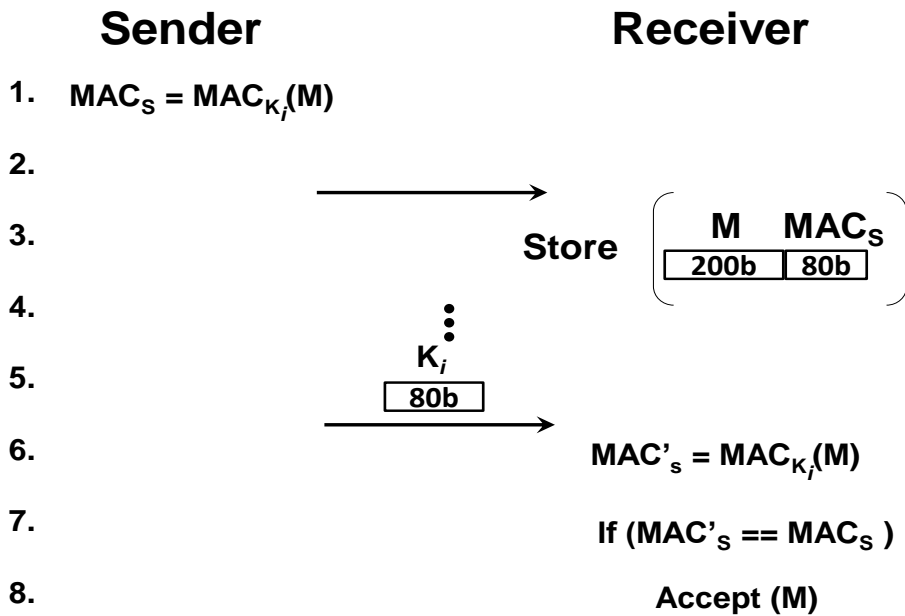 Sender Receiver
1. MACS = MACKi(M)
2.
3. Store M MACS
200b 80b
4.
Ki
5. 80b
6. MAC's = MACKi(M)
7. If (MAC'S == MACS )
8. Accept (M)